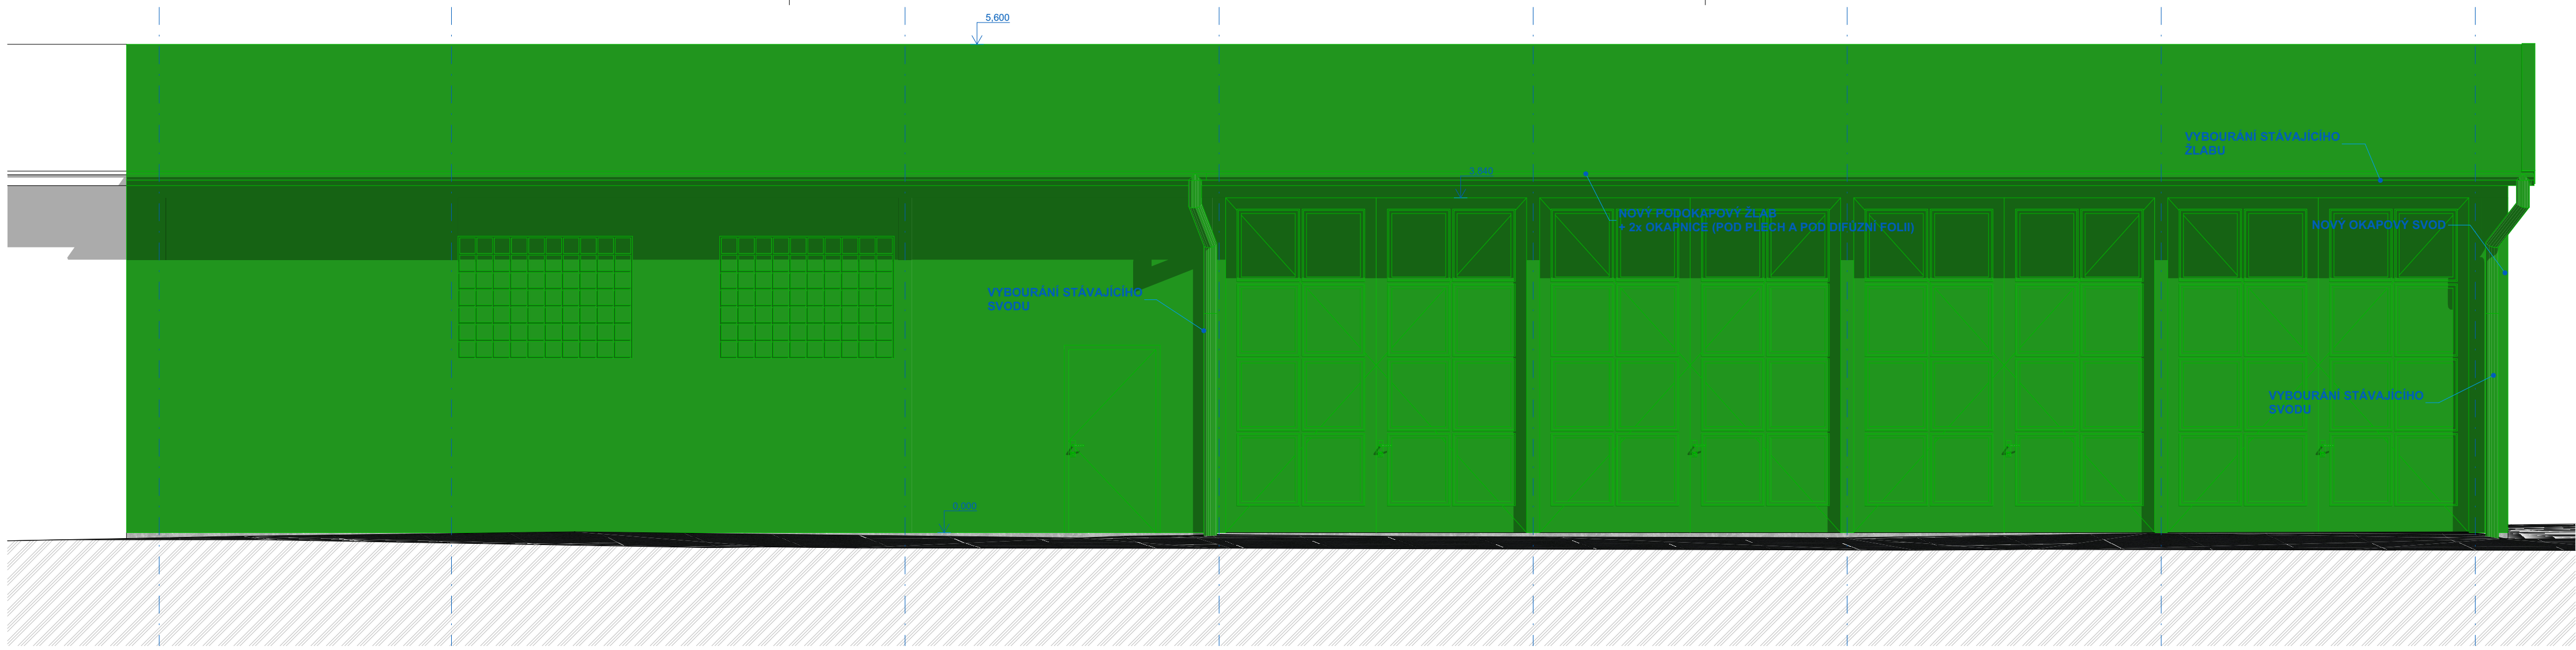 5,600
VYBOURÁNÍ STÁVAJÍCÍHO
ŽLABU
3,840
NOVÝ PODOKAPOVÝ ŽLAB
+ 2x OKAPNICE (POD PLECH A POD DIFÚZNÍ FOLII)
NOVÝ OKAPOVÝ SVOD
VYBOURÁNÍ STÁVAJÍCÍHO
SVODU
VYBOURÁNÍ STÁVAJÍCÍHO
SVODU
0,000